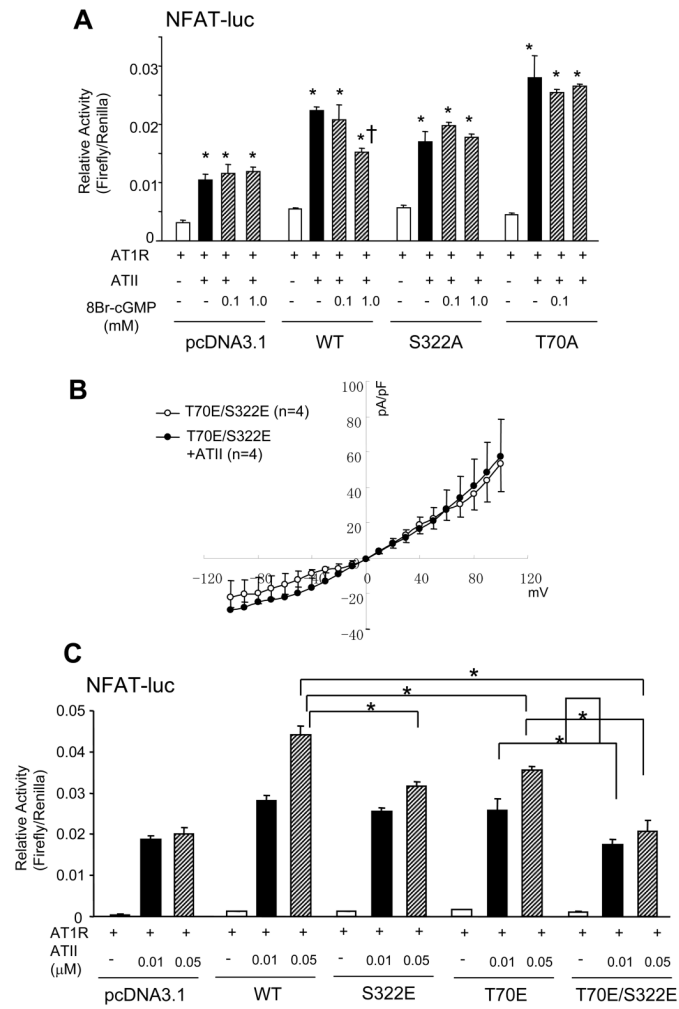 A
NFAT-luc
Relative Activity
(Firefly/Renilla)
0.03
0.02
0.01
0
* * *
* * *†
* * *
* * *
AT1R + + + + + + + + + + + + + + + +
ATII - + + + - + + + - + + + - + + +
8Br-cGMP - - 0.1 1.0 - - 0.1 1.0 - - 0.1 1.0 - - 0.1
(mM)
pcDNA3.1 WT S322A T70A
B
T70E/S322E (n=4)
T70E/S322E
+ATII (n=4)
pA/pF
100
80
60
40
20
0
-20
-40
-120 -80 -40 0 40 80 120
mV
C
NFAT-luc
Relative Activity
(Firefly/Renilla)
0.05
0.04
0.03
0.02
0.01
0
*
*
*
*
*
AT1R + + + + + + + + + + + + + + +
ATII
(μM) - 0.01 0.05 - 0.01 0.05 - 0.01 0.05 - 0.01 0.05 - 0.01 0.05
pcDNA3.1 WT S322E T70E T70E/S322E